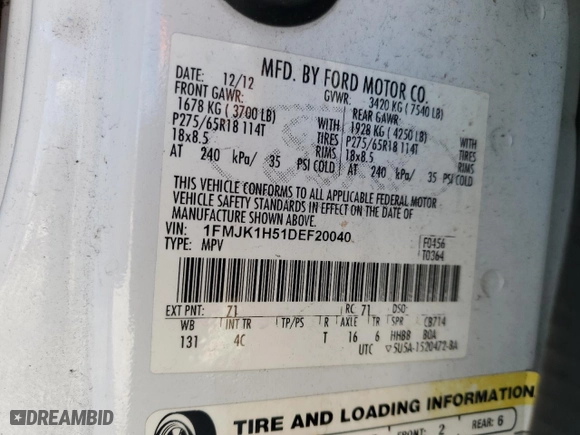 MFD. BY FORD MOTOR CO.
DATE: 12/12 GVWR: 3420 KG ( 7540 LB)
FRONT GAWR: REAR GAWR:
1678 KG ( 3700 LB) WITH 1928 KG ( 4250 LB) WITH
P275/65R18 114T TIRES P275/65R18 114T TIRES
18x8.5 RIMS 18x8.5 RIMS
AT 240 kPa/ 35 PSI COLD AT 240 kPa/ 35 PSI COLD
THIS VEHICLE CONFORMS TO ALL APPLICABLE FEDERAL MOTOR
VEHICLE SAFETY STANDARDS IN EFFECT ON THE DATE OF
MANUFACTURE SHOWN ABOVE.
VIN: 1FMJK1H51DEF20040 F0456
TYPE: MPV T0364
EXT PNT: Z1 RC: 71 DSO:
WB INT TR TP/PS R AXLE TR SPR CB714
131 4C T 16 6 HHBB BOA
UTC 5USA-1520472-BA
TIRE AND LOADING INFORMATION
FRONT: 2 REAR: 6
DREAMBID